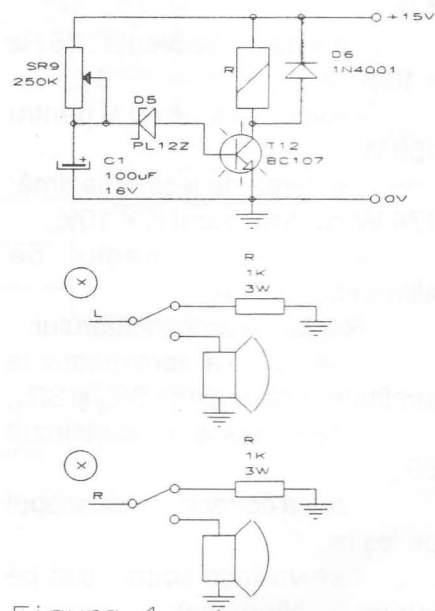 +15V
SR9
250K
D5
PL12Z
R
D6
1N4001
C1
100uF
16V
+
T12
BC107
0V
X
L
R
1K
3W
X
R
R
1K
3W
Figura 4